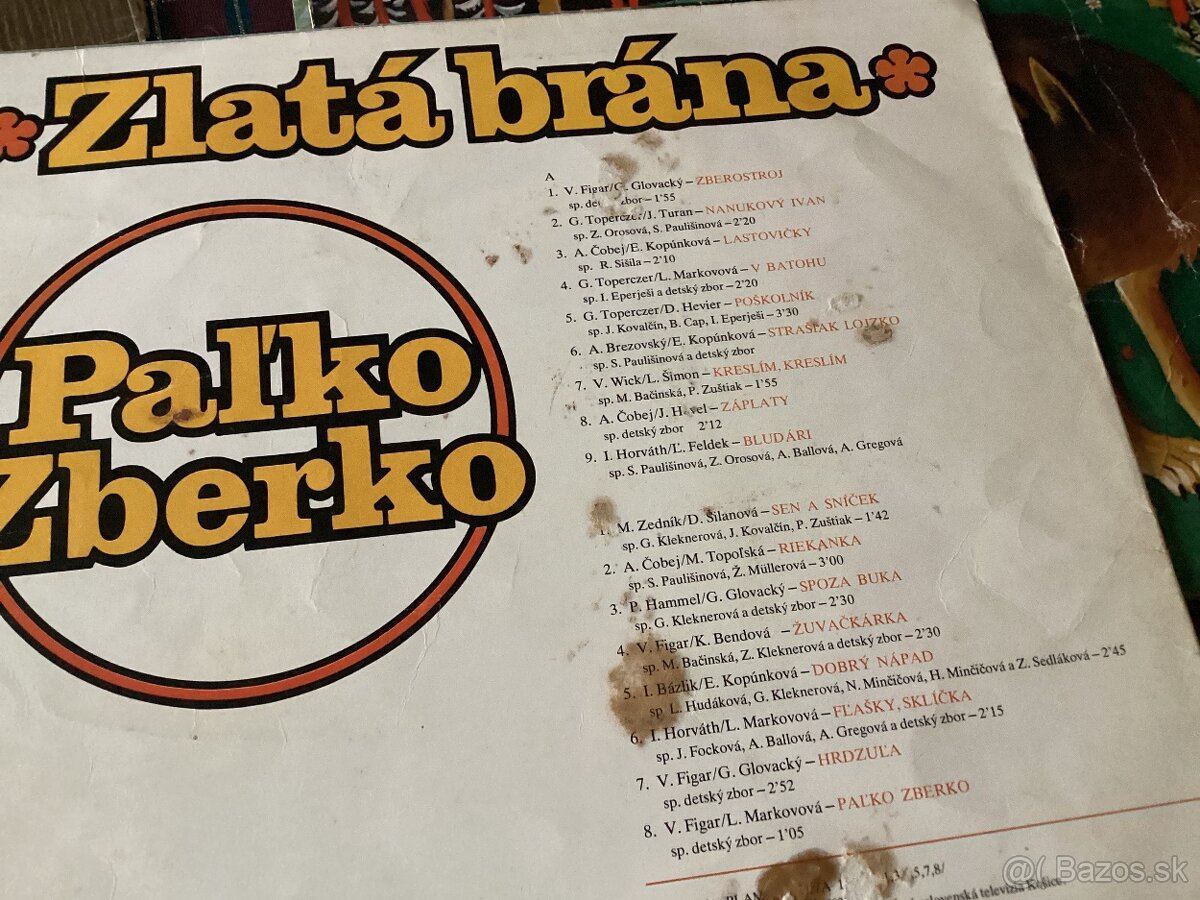 Zlatá brána
Paľko
Zberko
A
1. V. Figar/G. Glovacký – ZBEROSTROJ
sp. zbor – 1'55
2. G. Toperczer/J. Turan – NANUKOVÝ IVAN
sp. Z. Orosová, S. Paulišinová – 2'20
3. A. Čobej/E. Kopúnková – LASTOVIČKY
sp. R. Sišila – 2'10
4. G. Toperczer/L. Markovová – V BATOHU
sp. I. Eperješi a detský zbor – 2'20
5. G. Toperczer/D. Hevier – POŠKOLNÍK
sp. J. Kovalčín, B. Cap, I. Eperješi – 3'30
6. A. Brezovský/E. Kopúnková – STRAŠIAK LOJZKO
sp. S. Paulišinová a detský zbor
7. V. Wick/L. Šimon – KRESLÍM, KRESLÍM
sp. M. Bačinská, P. Zuštiak – 1'55
8. A. Čobej/J. – ZÁPLATY
sp. detský zbor 2'12
9. I. Horváth/Ľ. Feldek – BLUDÁRI
sp. S. Paulišinová, Z. Orosová, A. Ballová, A. Gregová
1. M. Zedník/D. Šilanová – SEN A SNÍČEK
sp. G. Kleknerová, J. Kovalčín, P. Zuštiak – 1'42
2. A. Čobej/M. Topoľská – RIEKANKA
sp. S. Paulišinová, Ž. Müllerová – 3'00
3. P. Hammel/G. Glovacký – SPOZA BUKA
sp. G. Kleknerová a detský zbor – 2'30
4. V. Figar/K. Bendová – ŽUVAČKÁRKA
sp. M. Bačinská, Z. Kleknerová a detský zbor – 2'30
5. I. Bázlik/E. Kopúnková – DOBRÝ NÁPAD
sp. L. Hudáková, G. Kleknerová, N. Minčičová, H. Minčičová a Z. Sedláková – 2'45
6. I. Horváth/L. Markovová – FĽAŠKY, SKLÍČKA
sp. J. Focková, A. Ballová, A. Gregová a detský zbor – 2'15
7. V. Figar/G. Glovacký – HRDZUĽA
sp. detský zbor – 2'52
8. V. Figar/L. Markovová – PAĽKO ZBERKO
sp. detský zbor – 1'05
,5,7,8/
televízia Košice.
@( Bazos.sk